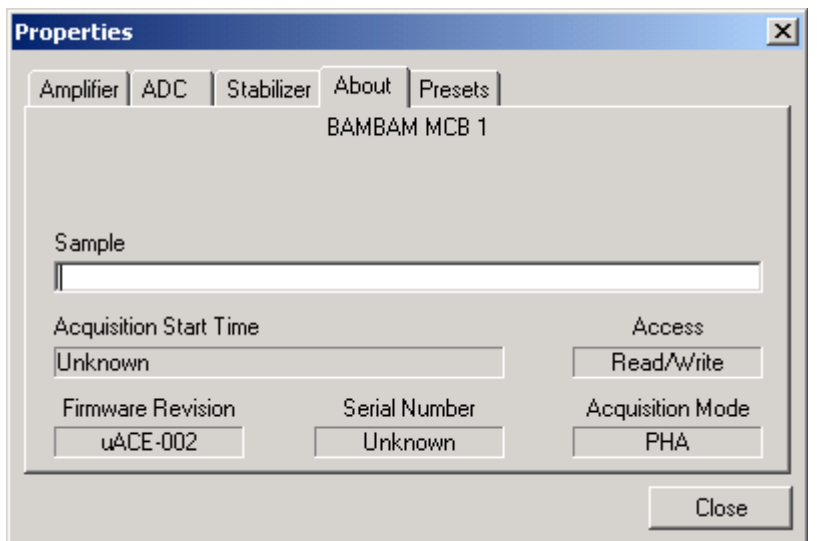 Properties
Amplifier ADC Stabilizer About Presets
BAMBAM MCB 1
Sample
Acquisition Start Time Access
Unknown Read/Write
Firmware Revision Serial Number Acquisition Mode
uACE-002 Unknown PHA
Close